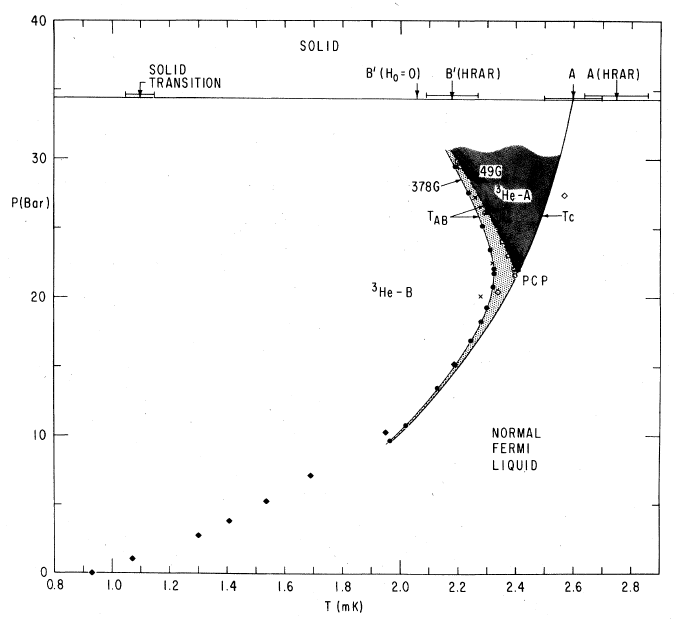 40
SOLID
SOLID
TRANSITION
B' (H₀=0)
B' (HRAR)
A
A (HRAR)
30
P(Bar)
378G
49G
³He-A
T_AB
Tc
PCP
20
³He-B
10
NORMAL
FERMI
LIQUID
0
0.8 1.0 1.2 1.4 1.6 1.8 2.0 2.2 2.4 2.6 2.8
T (mK)